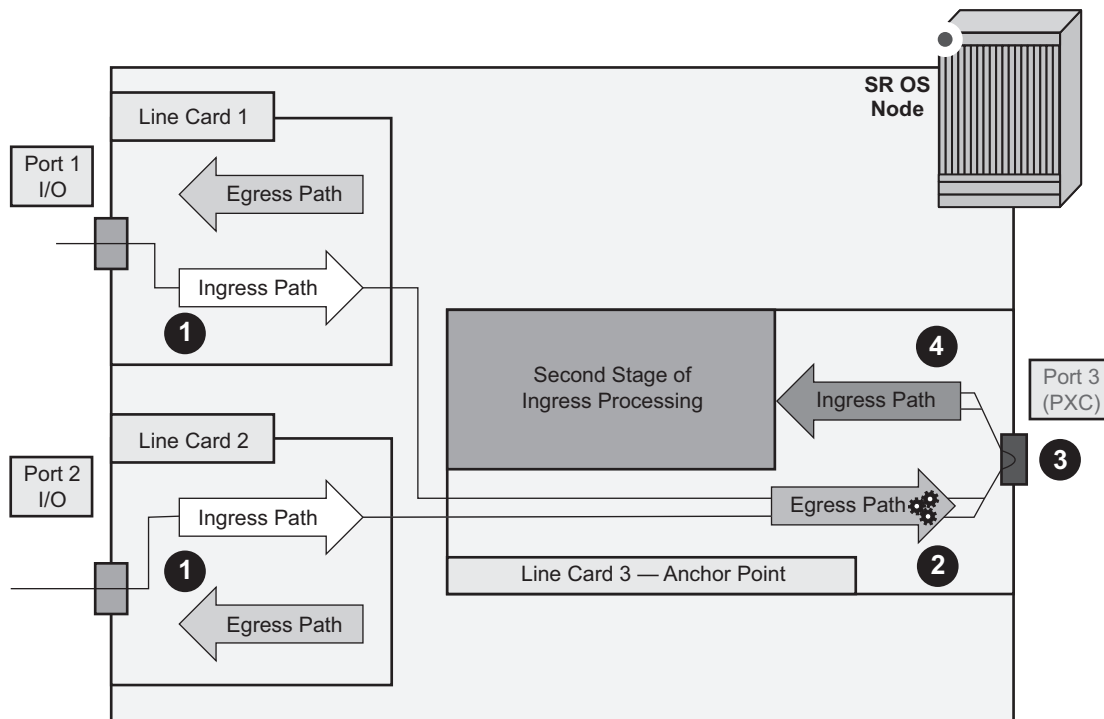 SR OS
Node
Line Card 1
Port 1
I/O
Egress Path
Ingress Path
1
Second Stage of
Ingress Processing
4
Ingress Path
Port 3
(PXC)
3
Line Card 2
Port 2
I/O
Ingress Path
1
Egress Path
Egress Path
2
Line Card 3 — Anchor Point